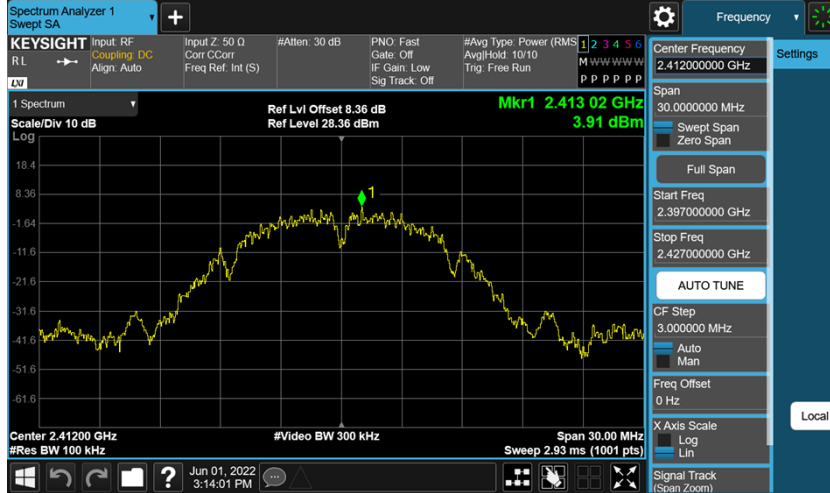 Spectrum Analyzer 1
Swept SA
Frequency
KEYSIGHT
RL
LXI
Input: RF
Coupling: DC
Align: Auto
Input Z: 50 Ω
Corr CCorr
Freq Ref: Int (S)
#Atten: 30 dB
PNO: Fast
Gate: Off
IF Gain: Low
Sig Track: Off
#Avg Type: Power (RMS
Avg|Hold: 10/10
Trig: Free Run
1 2 3 4 5 6
M W W W W W
P P P P P P
1 Spectrum
Scale/Div 10 dB
Log
Ref Lvl Offset 8.36 dB
Ref Level 28.36 dBm
Mkr1 2.413 02 GHz
3.91 dBm
1
18.4
8.36
-1.64
-11.6
-21.6
-31.6
-41.6
-51.6
-61.6
Center 2.41200 GHz
#Res BW 100 kHz
#Video BW 300 kHz
Span 30.00 MHz
Sweep 2.93 ms (1001 pts)
Jun 01, 2022
3:14:01 PM
Center Frequency
2.412000000 GHz
Settings
Span
30.0000000 MHz
Swept Span
Zero Span
Full Span
Start Freq
2.397000000 GHz
Stop Freq
2.427000000 GHz
AUTO TUNE
CF Step
3.000000 MHz
Auto
Man
Freq Offset
0 Hz
Local
X Axis Scale
Log
Lin
Signal Track
(Span Zoom)